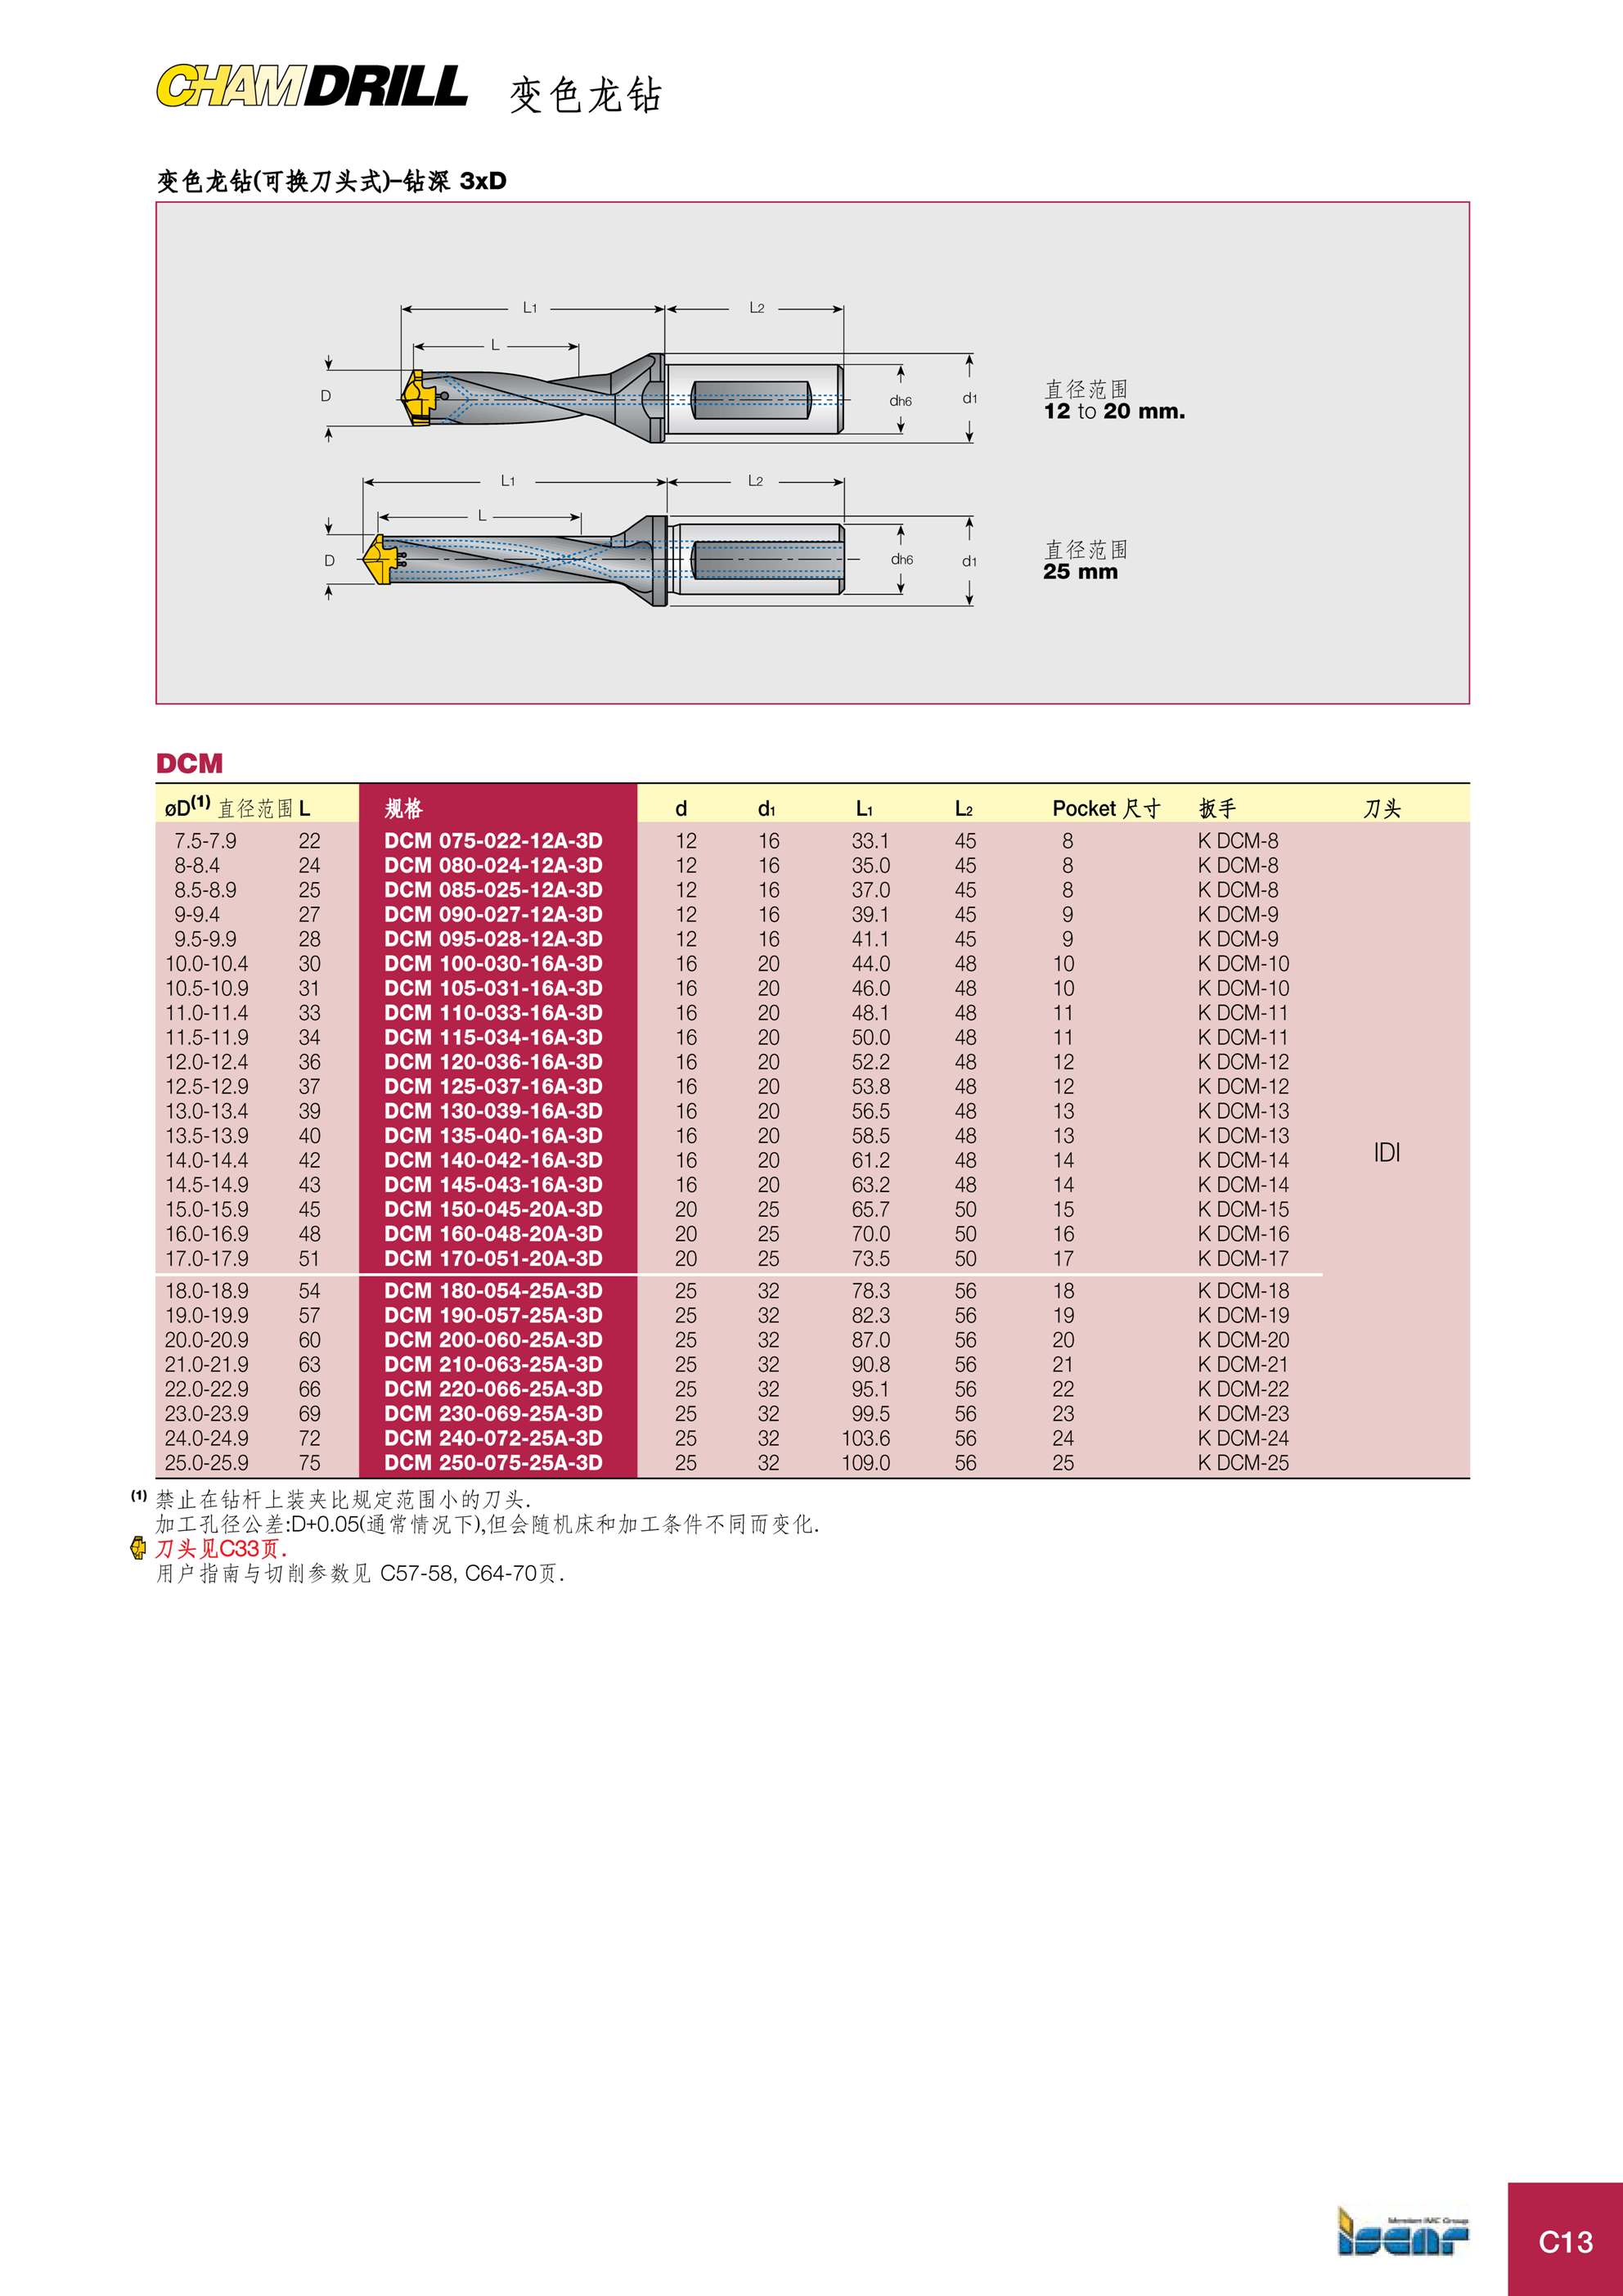 CHAMDRILL 变色龙钻
变色龙钻(可换刀头式)-钻深 3xD
L1 L2
L
D dh6 d1
直径范围
12 to 20 mm.
L1 L2
L
D dh6 d1
直径范围
25 mm
DCM
øD(1) 直径范围 L 规格 d d1 L1 L2 Pocket 尺寸 扳手 刀头
7.5-7.9 22 DCM 075-022-12A-3D 12 16 33.1 45 8 K DCM-8
8-8.4 24 DCM 080-024-12A-3D 12 16 35.0 45 8 K DCM-8
8.5-8.9 25 DCM 085-025-12A-3D 12 16 37.0 45 8 K DCM-8
9-9.4 27 DCM 090-027-12A-3D 12 16 39.1 45 9 K DCM-9
9.5-9.9 28 DCM 095-028-12A-3D 12 16 41.1 45 9 K DCM-9
10.0-10.4 30 DCM 100-030-16A-3D 16 20 44.0 48 10 K DCM-10
10.5-10.9 31 DCM 105-031-16A-3D 16 20 46.0 48 10 K DCM-10
11.0-11.4 33 DCM 110-033-16A-3D 16 20 48.1 48 11 K DCM-11
11.5-11.9 34 DCM 115-034-16A-3D 16 20 50.0 48 11 K DCM-11
12.0-12.4 36 DCM 120-036-16A-3D 16 20 52.2 48 12 K DCM-12
12.5-12.9 37 DCM 125-037-16A-3D 16 20 53.8 48 12 K DCM-12
13.0-13.4 39 DCM 130-039-16A-3D 16 20 56.5 48 13 K DCM-13
13.5-13.9 40 DCM 135-040-16A-3D 16 20 58.5 48 13 K DCM-13
IDI
14.0-14.4 42 DCM 140-042-16A-3D 16 20 61.2 48 14 K DCM-14
14.5-14.9 43 DCM 145-043-16A-3D 16 20 63.2 48 14 K DCM-14
15.0-15.9 45 DCM 150-045-20A-3D 20 25 65.7 50 15 K DCM-15
16.0-16.9 48 DCM 160-048-20A-3D 20 25 70.0 50 16 K DCM-16
17.0-17.9 51 DCM 170-051-20A-3D 20 25 73.5 50 17 K DCM-17
18.0-18.9 54 DCM 180-054-25A-3D 25 32 78.3 56 18 K DCM-18
19.0-19.9 57 DCM 190-057-25A-3D 25 32 82.3 56 19 K DCM-19
20.0-20.9 60 DCM 200-060-25A-3D 25 32 87.0 56 20 K DCM-20
21.0-21.9 63 DCM 210-063-25A-3D 25 32 90.8 56 21 K DCM-21
22.0-22.9 66 DCM 220-066-25A-3D 25 32 95.1 56 22 K DCM-22
23.0-23.9 69 DCM 230-069-25A-3D 25 32 99.5 56 23 K DCM-23
24.0-24.9 72 DCM 240-072-25A-3D 25 32 103.6 56 24 K DCM-24
25.0-25.9 75 DCM 250-075-25A-3D 25 32 109.0 56 25 K DCM-25
(1) 禁止在钻杆上装夹比规定范围小的刀头.
加工孔径公差:D+0.05(通常情况下),但会随机床和加工条件不同而变化.
刀头见C33页.
用户指南与切削参数见 C57-58, C64-70页.
Member IMC Group
iscar
C13